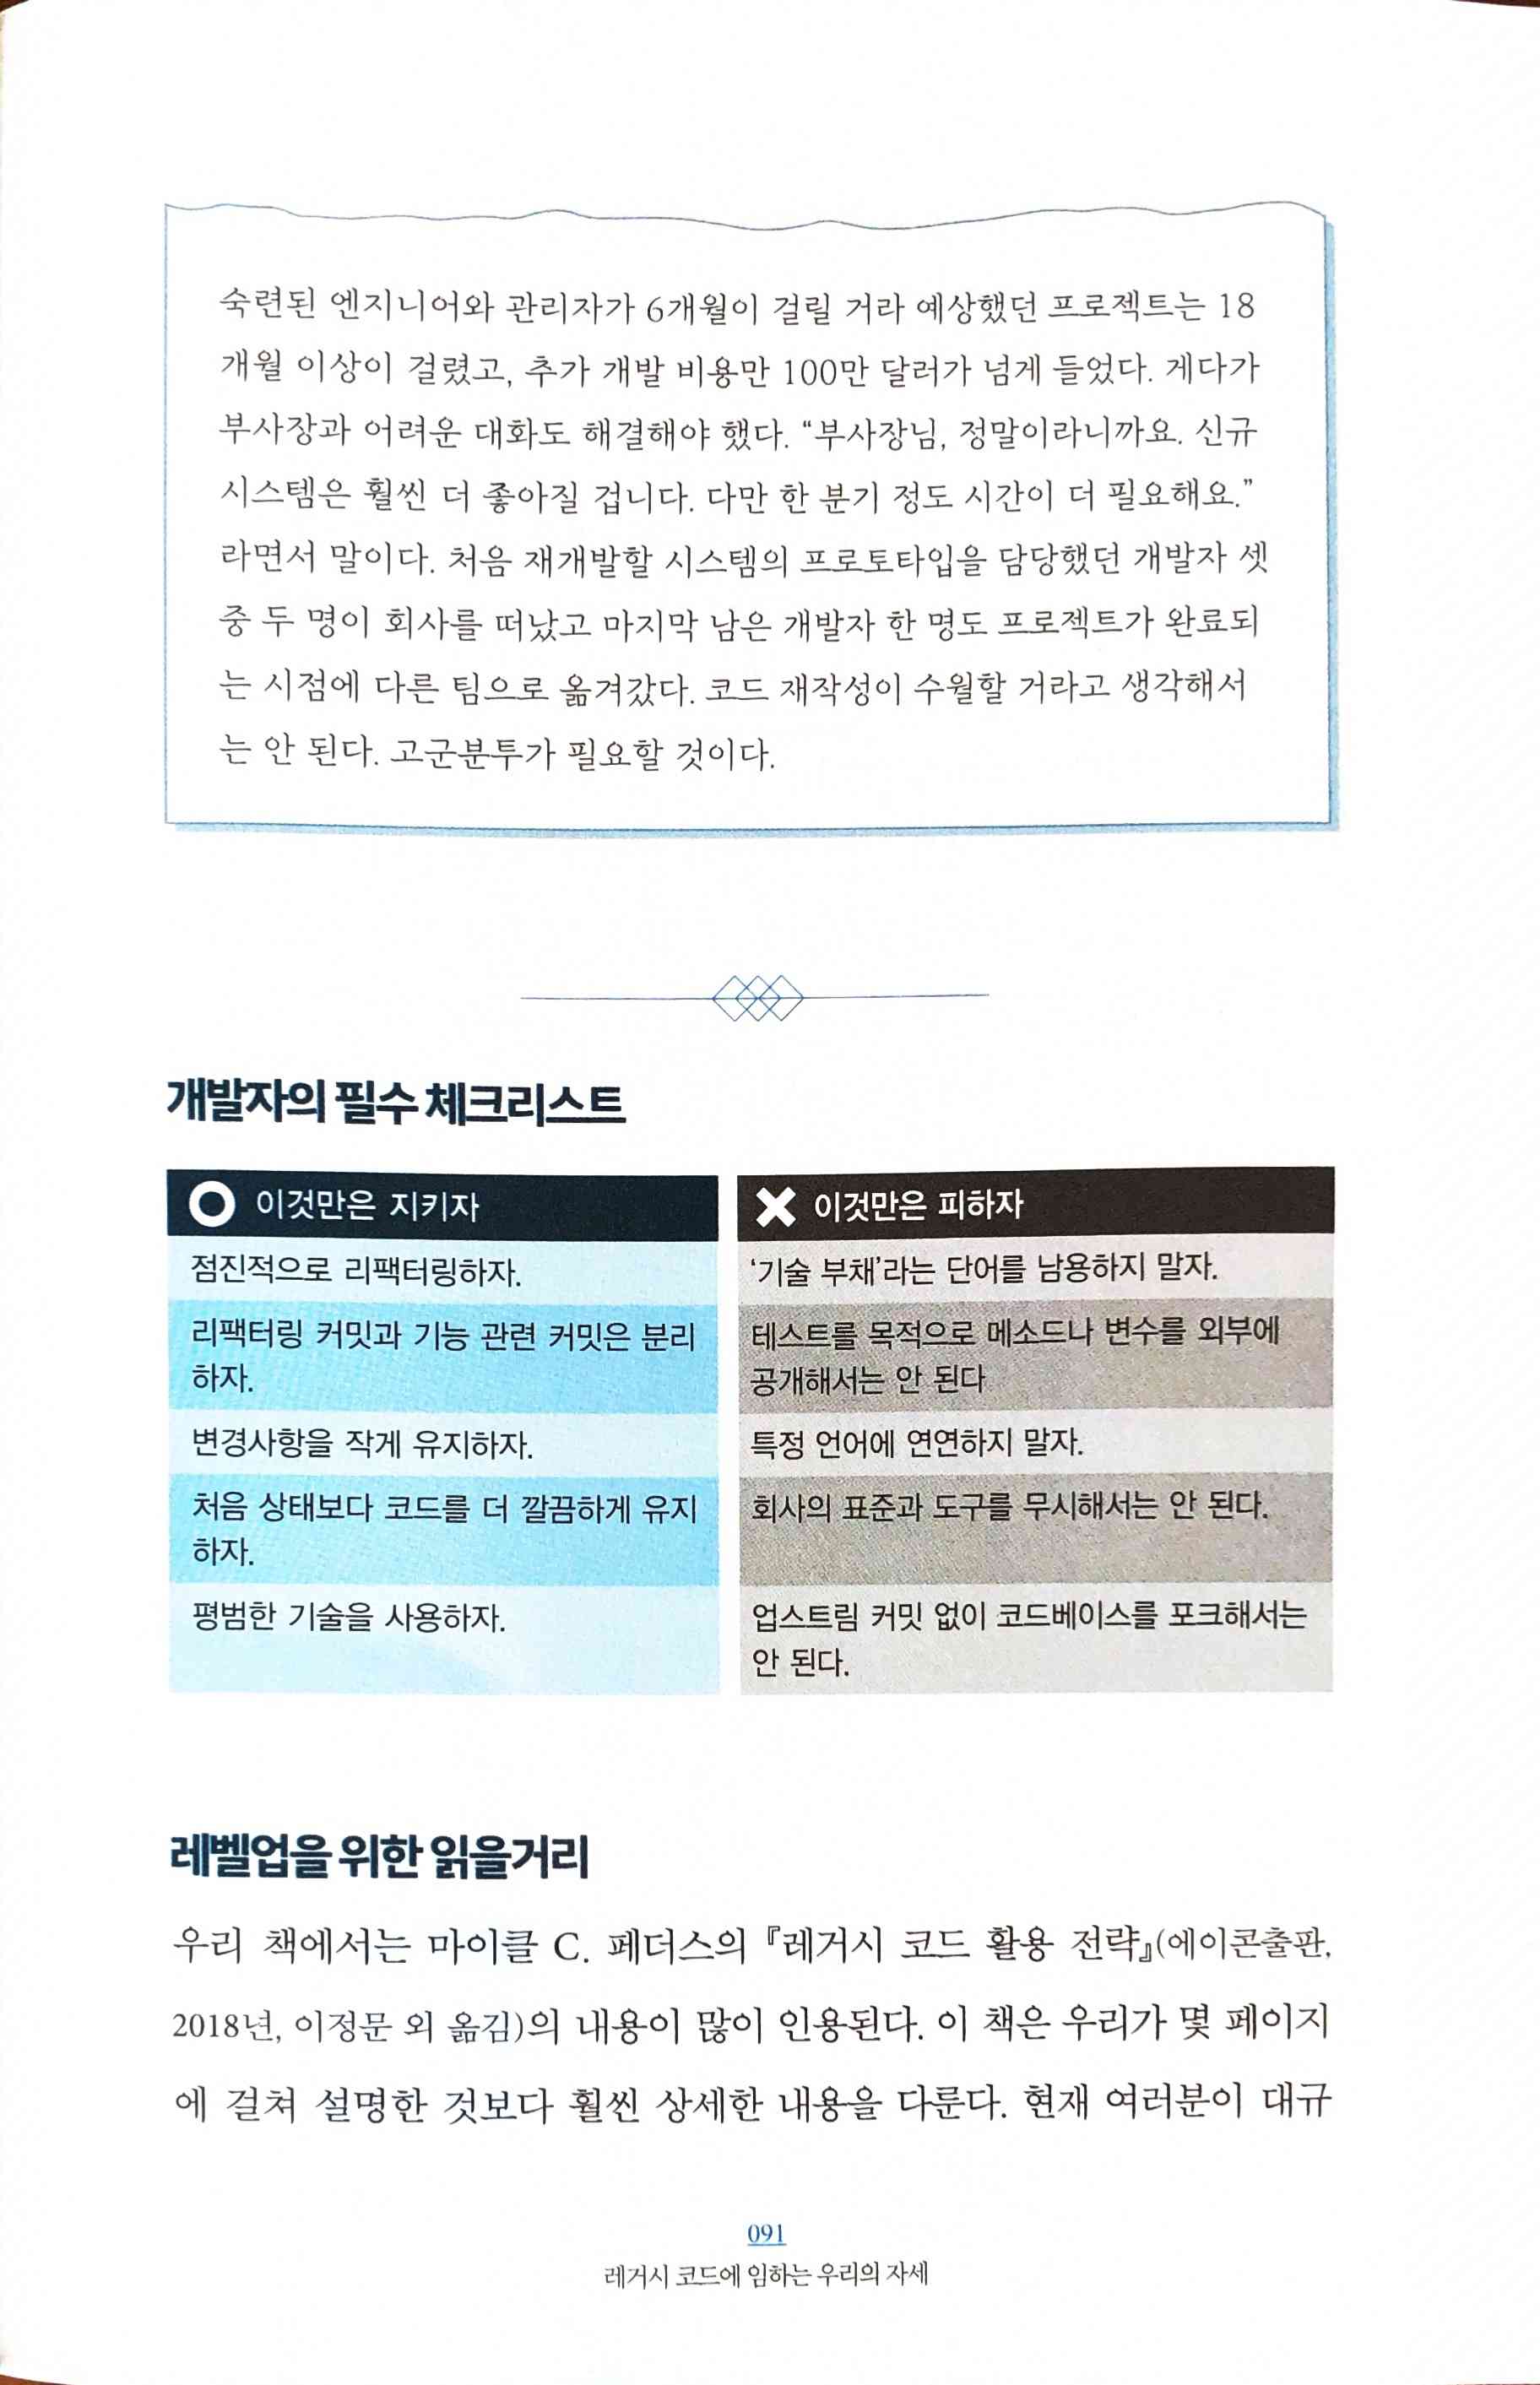 숙련된 엔지니어와 관리자가 6개월이 걸릴 거라 예상했던 프로젝트는 18
개월 이상이 걸렸고, 추가 개발 비용만 100만 달러가 넘게 들었다. 게다가
부사장과 어려운 대화도 해결해야 했다. “부사장님, 정말이라니까요. 신규
시스템은 훨씬 더 좋아질 겁니다. 다만 한 분기 정도 시간이 더 필요해요.”
라면서 말이다. 처음 재개발할 시스템의 프로토타입을 담당했던 개발자 셋
중 두 명이 회사를 떠났고 마지막 남은 개발자 한 명도 프로젝트가 완료되
는 시점에 다른 팀으로 옮겨갔다. 코드 재작성이 수월할 거라고 생각해서
는 안 된다. 고군분투가 필요할 것이다.
개발자의 필수 체크리스트
이것만은 지키자
점진적으로 리팩터링하자.
리팩터링 커밋과 기능 관련 커밋은 분리
하자.
변경사항을 작게 유지하자.
처음 상태보다 코드를 더 깔끔하게 유지
하자.
평범한 기술을 사용하자.
이것만은 피하자
‘기술 부채’라는 단어를 남용하지 말자.
테스트를 목적으로 메소드나 변수를 외부에
공개해서는 안 된다
특정 언어에 연연하지 말자.
회사의 표준과 도구를 무시해서는 안 된다.
업스트림 커밋 없이 코드베이스를 포크해서는
안 된다.
레벨업을 위한 읽을거리
우리 책에서는 마이클 C. 페더스의 『레거시 코드 활용 전략』(에이콘출판,
2018년, 이정문 외 옮김)의 내용이 많이 인용된다. 이 책은 우리가 몇 페이지
에 걸쳐 설명한 것보다 훨씬 상세한 내용을 다룬다. 현재 여러분이 대규
091
레거시 코드에 임하는 우리의 자세